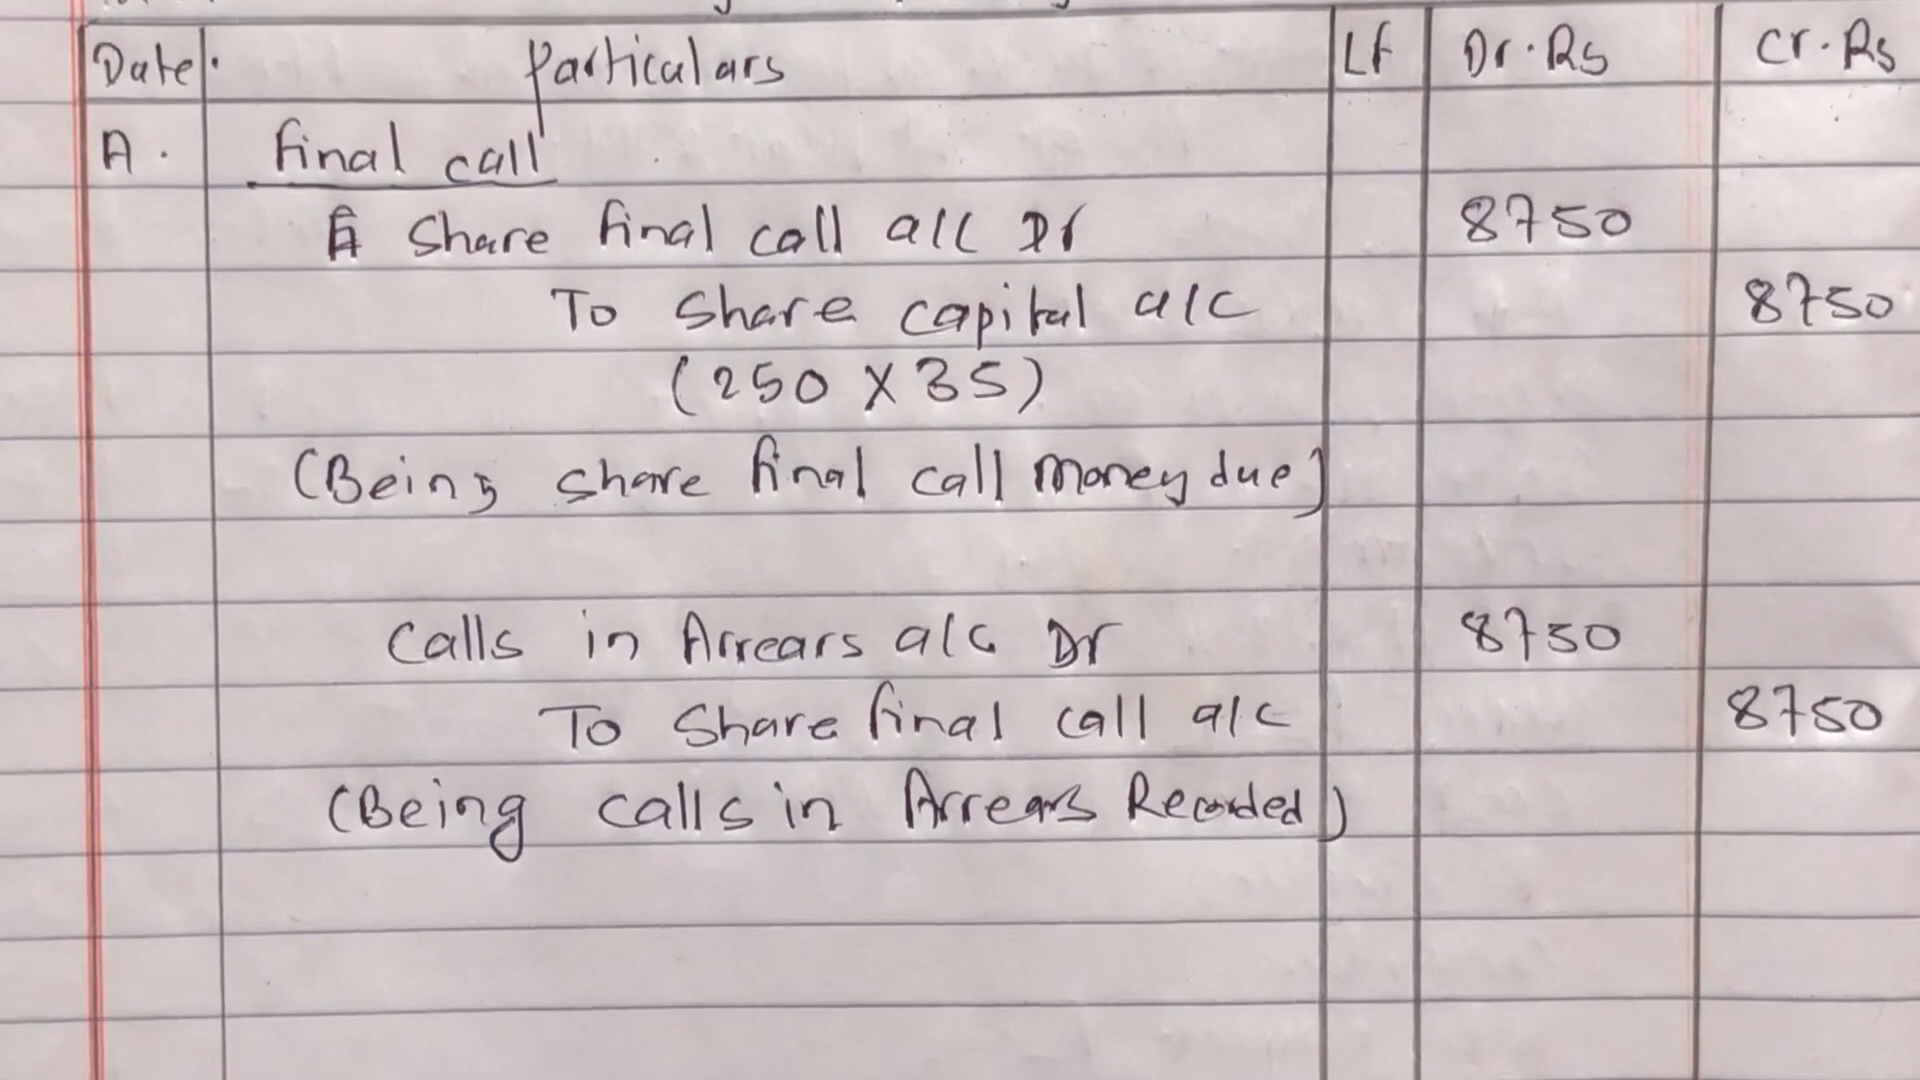 Date. Particulars LF Dr. Rs Cr. Rs
A. Final call
Share final call a/c Dr 8750
To share capital a/c 8750
(250 X 35)
(Being share final call money due)
Calls in Arrears a/c Dr 8750
To share final call a/c 8750
(Being calls in Arrears Recorded)